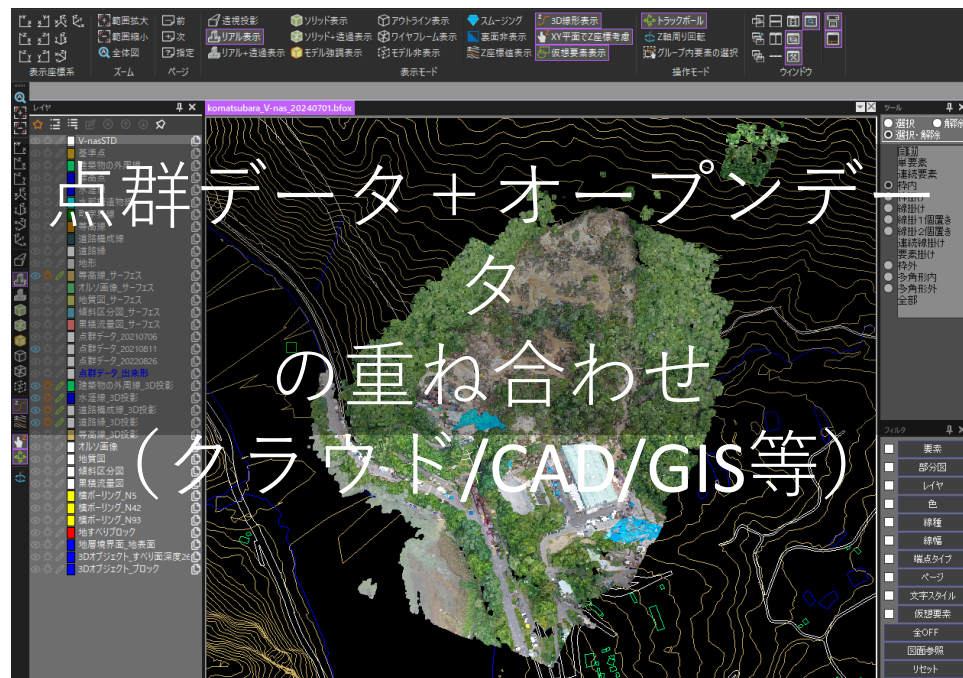 範囲拡大
範囲縮小
全体図
前
次
指定
透視投影
リアル表示
リアル+透過表示
ソリッド表示
ソリッド+透過表示
モデル強調表示
アウトライン表示
ワイヤフレーム表示
モデル非表示
スムージング
裏面非表示
Z座標値表示
3D線形表示
XY平面でZ座標考慮
仮想要素表示
トラックボール
Z軸周り回転
グループ内要素の選択
表示座標系
ズーム
ページ
表示モード
操作モード
ウィンドウ
レイヤ
komatsubara_V-nas_20240701.bfox
ツール
選択
解除
選択・解除
V-nasSTD
基準点
建築物の外周線
点群データ+オープンデー
タ
の重ね合わせ
(クラウド/CAD/GIS等)
道路構成線
道路縁
地形
等高線_サーフェス
オルソ画像_サーフェス
地質図_サーフェス
傾斜区分図_サーフェス
累積流量図_サーフェス
点群データ_20210706
点群データ_20210811
点群データ_20220826
点群データ_出来形
建築物の外周線_3D投影
水涯線_3D投影
道路構成線_3D投影
道路縁_3D投影
等高線_3D投影
オルソ画像
地質図
傾斜区分図
累積流量図
横ボーリング_N5
横ボーリング_N42
横ボーリング_N93
地すべりブロック
地層境界面_地表面
3Dオブジェクト_すべり面深度26
3Dオブジェクト_ブロック
自動
単要素
連続要素
枠内
枠掛け
線掛け
線掛1個置き
線掛2個置き
連続線掛け
要素掛け
枠外
多角形内
多角形外
全部
フィルタ
要素
部分図
レイヤ
色
線種
線幅
端点タイプ
ページ
文字スタイル
仮想要素
全OFF
図面参照
リセット